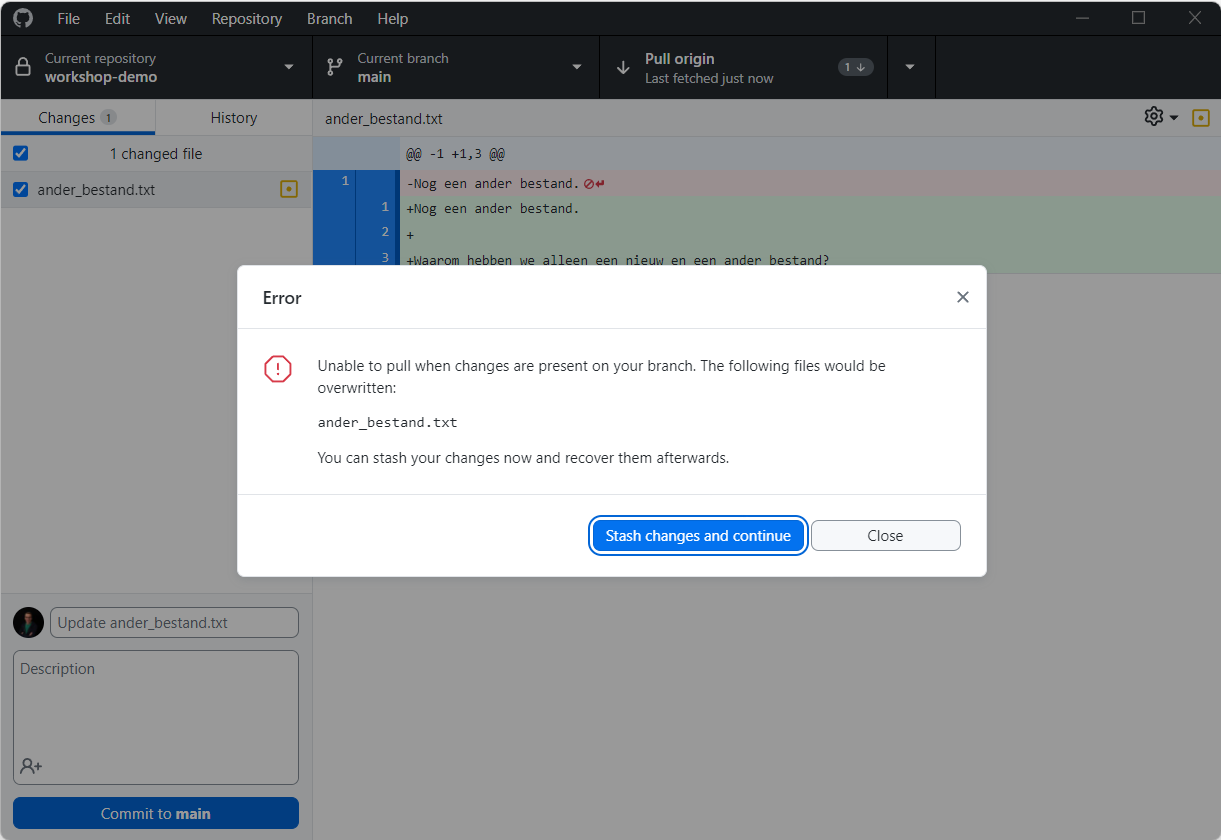 File Edit View Repository Branch Help
Current repository
workshop-demo
Current branch
main
Pull origin
Last fetched just now
1
Changes 1
History
ander_bestand.txt
1 changed file
@@ -1 +1,3 @@
ander_bestand.txt
1 -Nog een ander bestand.
1 +Nog een ander bestand.
2 +
3 +Waarom hebben we alleen een nieuw en een ander bestand?
Error
Unable to pull when changes are present on your branch. The following files would be
overwritten:
ander_bestand.txt
You can stash your changes now and recover them afterwards.
Stash changes and continue
Close
Update ander_bestand.txt
Description
Commit to main